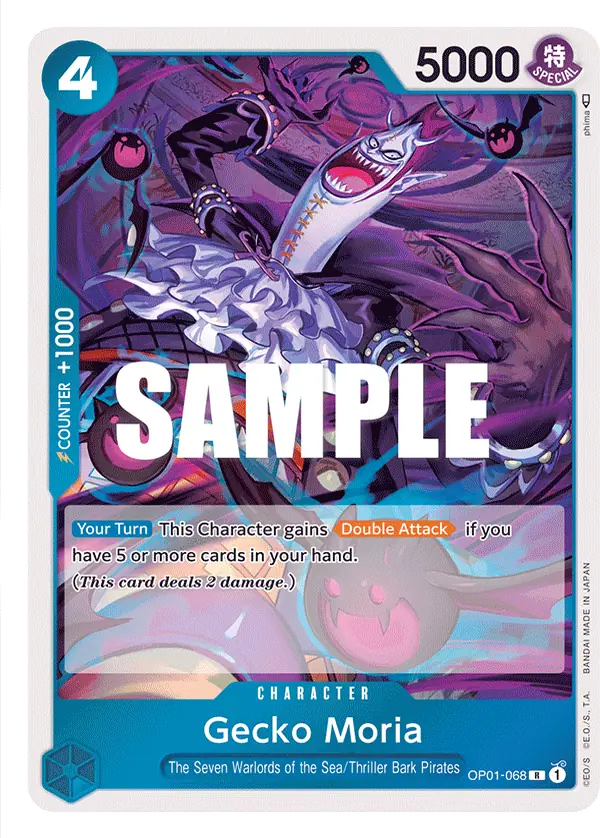 4
5000
特
SPECIAL
phima
COUNTER +1000
SAMPLE
Your Turn This Character gains Double Attack if you
have 5 or more cards in your hand.
(This card deals 2 damage.)
CHARACTER
Gecko Moria
The Seven Warlords of the Sea/Thriller Bark Pirates
OP01-068 R 1
©EO/S ©E.O./S., T.A. BANDAI MADE IN JAPAN